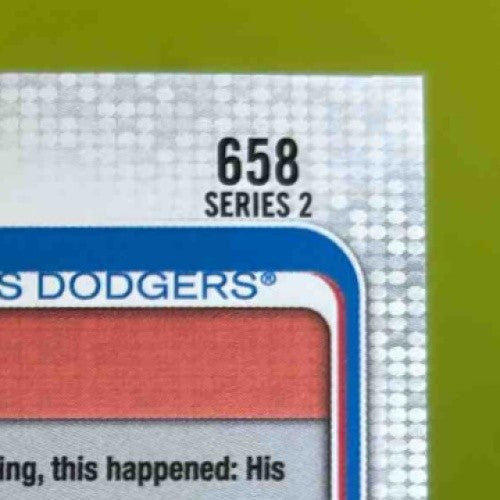 658
SERIES 2
S DODGERS®
ing, this happened: His